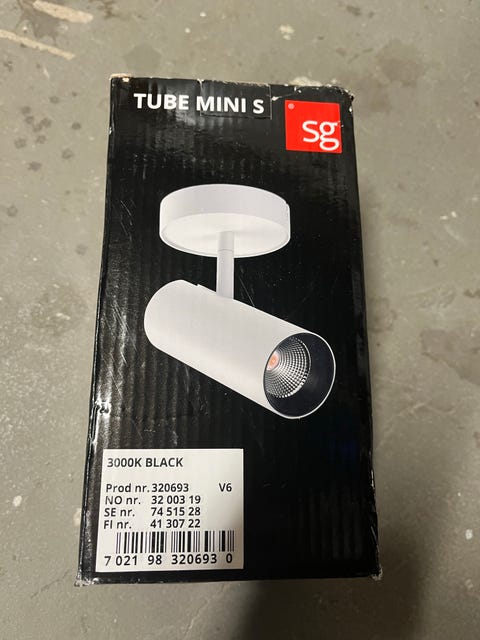 TUBE MINI S
® sg
3000K BLACK
Prod nr. 320693 V6
NO nr. 32 003 19
SE nr. 74 515 28
FI nr. 41 307 22
7 021 98 320693 0